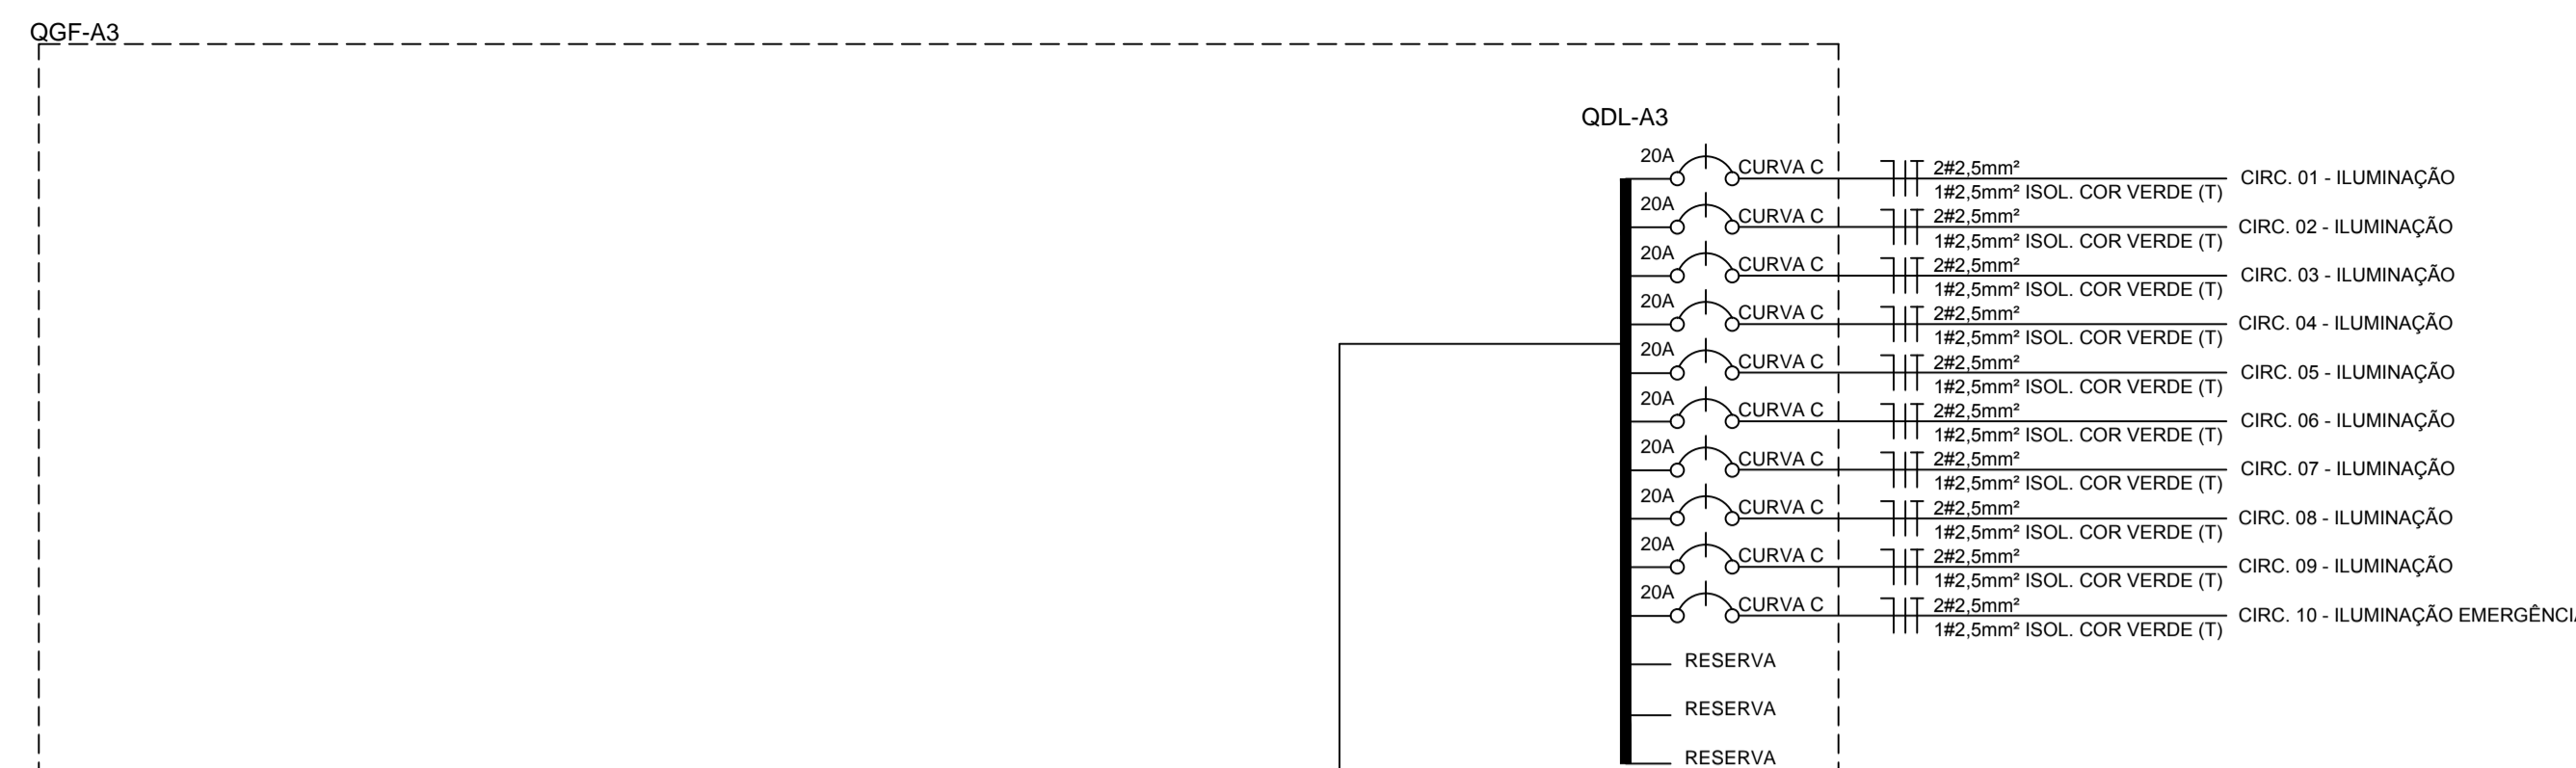 QGF-A3
QDL-A3
20A CURVA C 2#2,5mm² CIRC. 01 - ILUMINAÇÃO
1#2,5mm² ISOL. COR VERDE (T)
20A CURVA C 2#2,5mm² CIRC. 02 - ILUMINAÇÃO
1#2,5mm² ISOL. COR VERDE (T)
20A CURVA C 2#2,5mm² CIRC. 03 - ILUMINAÇÃO
1#2,5mm² ISOL. COR VERDE (T)
20A CURVA C 2#2,5mm² CIRC. 04 - ILUMINAÇÃO
1#2,5mm² ISOL. COR VERDE (T)
20A CURVA C 2#2,5mm² CIRC. 05 - ILUMINAÇÃO
1#2,5mm² ISOL. COR VERDE (T)
20A CURVA C 2#2,5mm² CIRC. 06 - ILUMINAÇÃO
1#2,5mm² ISOL. COR VERDE (T)
20A CURVA C 2#2,5mm² CIRC. 07 - ILUMINAÇÃO
1#2,5mm² ISOL. COR VERDE (T)
20A CURVA C 2#2,5mm² CIRC. 08 - ILUMINAÇÃO
1#2,5mm² ISOL. COR VERDE (T)
20A CURVA C 2#2,5mm² CIRC. 09 - ILUMINAÇÃO
1#2,5mm² ISOL. COR VERDE (T)
20A CURVA C 2#2,5mm² CIRC. 10 - ILUMINAÇÃO EMERGÊNCIA
1#2,5mm² ISOL. COR VERDE (T)
RESERVA
RESERVA
RESERVA